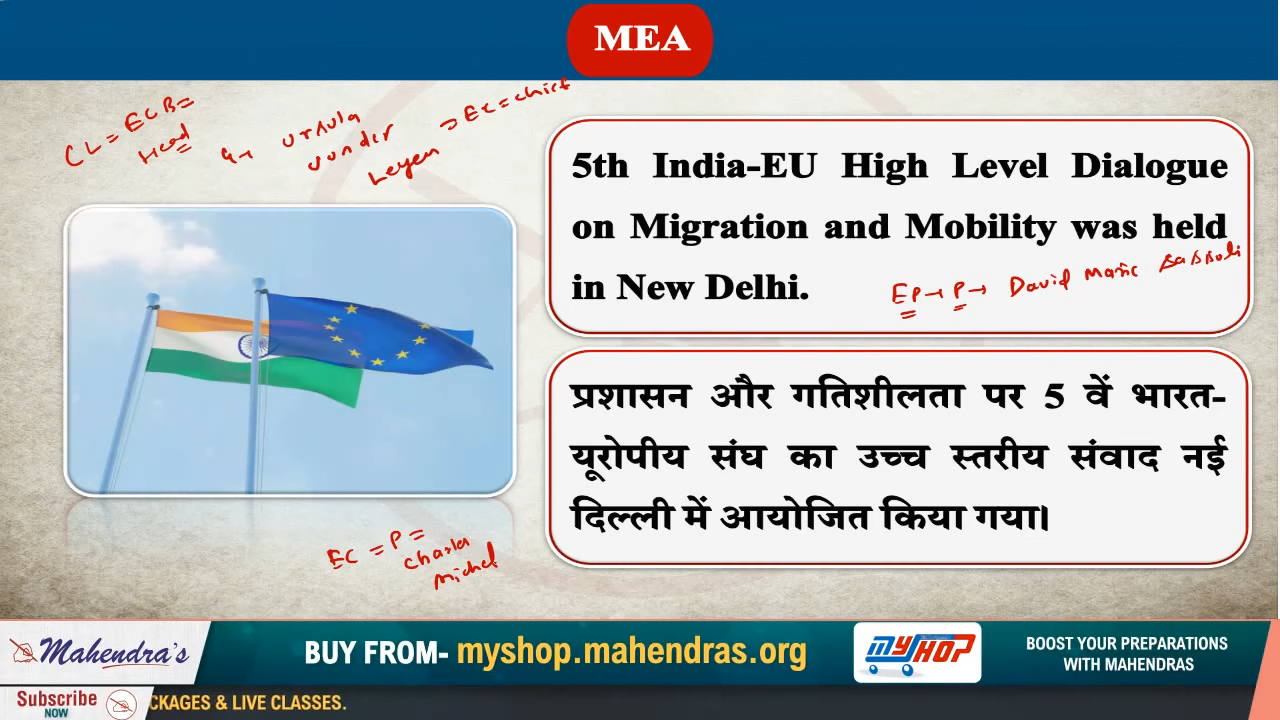 MEA
CL = ECB =
Head
ursula
vonder
Leyen
= EC = chief
5th India-EU High Level Dialogue
on Migration and Mobility was held
in New Delhi.
EP → P → David Maric Sassoli
प्रशासन और गतिशीलता पर 5 वें भारत-
यूरोपीय संघ का उच्च स्तरीय संवाद नई
दिल्ली में आयोजित किया गया।
EC = P =
Charles
Michel
Mahendra's
BUY FROM- myshop.mahendras.org
MYSHOP
BOOST YOUR PREPARATIONS
WITH MAHENDRAS
Subscribe
NOW
CKAGES & LIVE CLASSES.